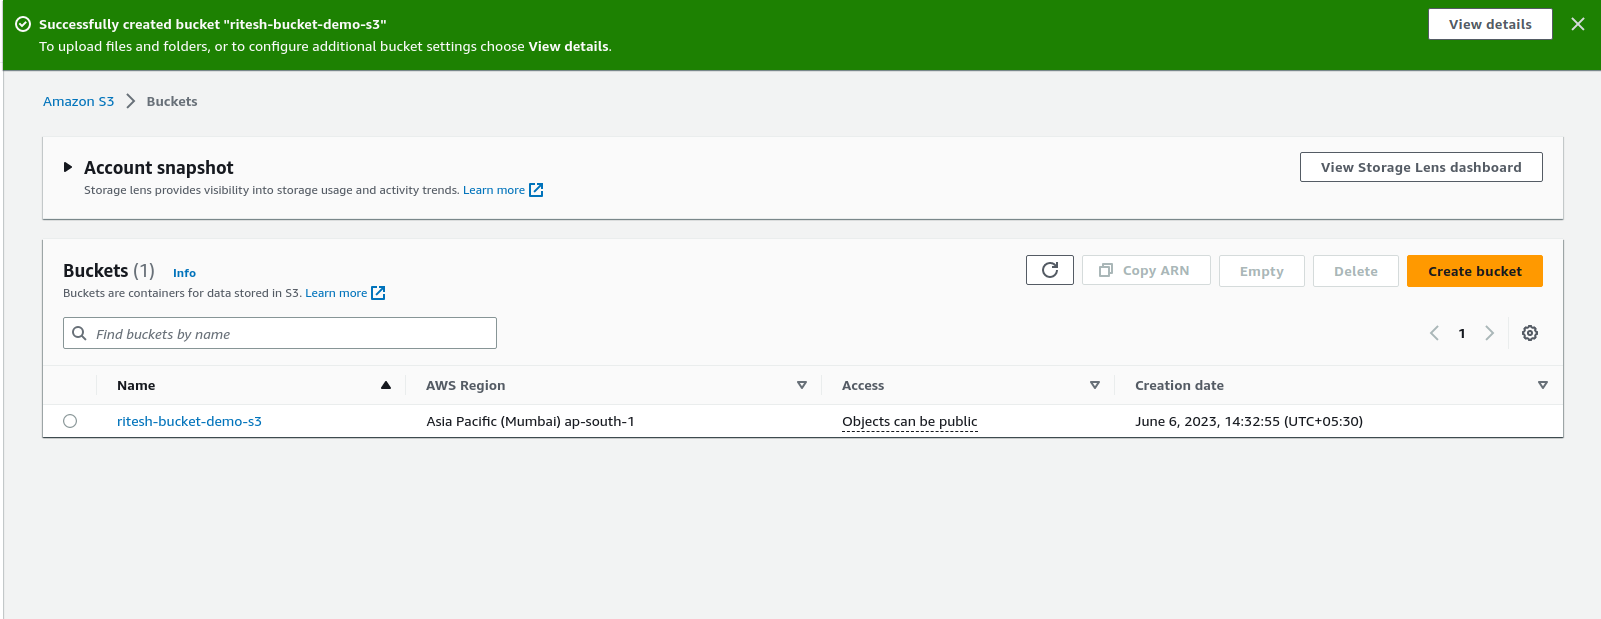 Successfully created bucket "ritesh-bucket-demo-s3"
To upload files and folders, or to configure additional bucket settings choose View details.
View details
Amazon S3 Buckets
Account snapshot
Storage lens provides visibility into storage usage and activity trends. Learn more
View Storage Lens dashboard
Buckets (1) Info
Buckets are containers for data stored in S3. Learn more
Copy ARN Empty Delete Create bucket
Find buckets by name
1
Name AWS Region Access Creation date
ritesh-bucket-demo-s3 Asia Pacific (Mumbai) ap-south-1 Objects can be public June 6, 2023, 14:32:55 (UTC+05:30)